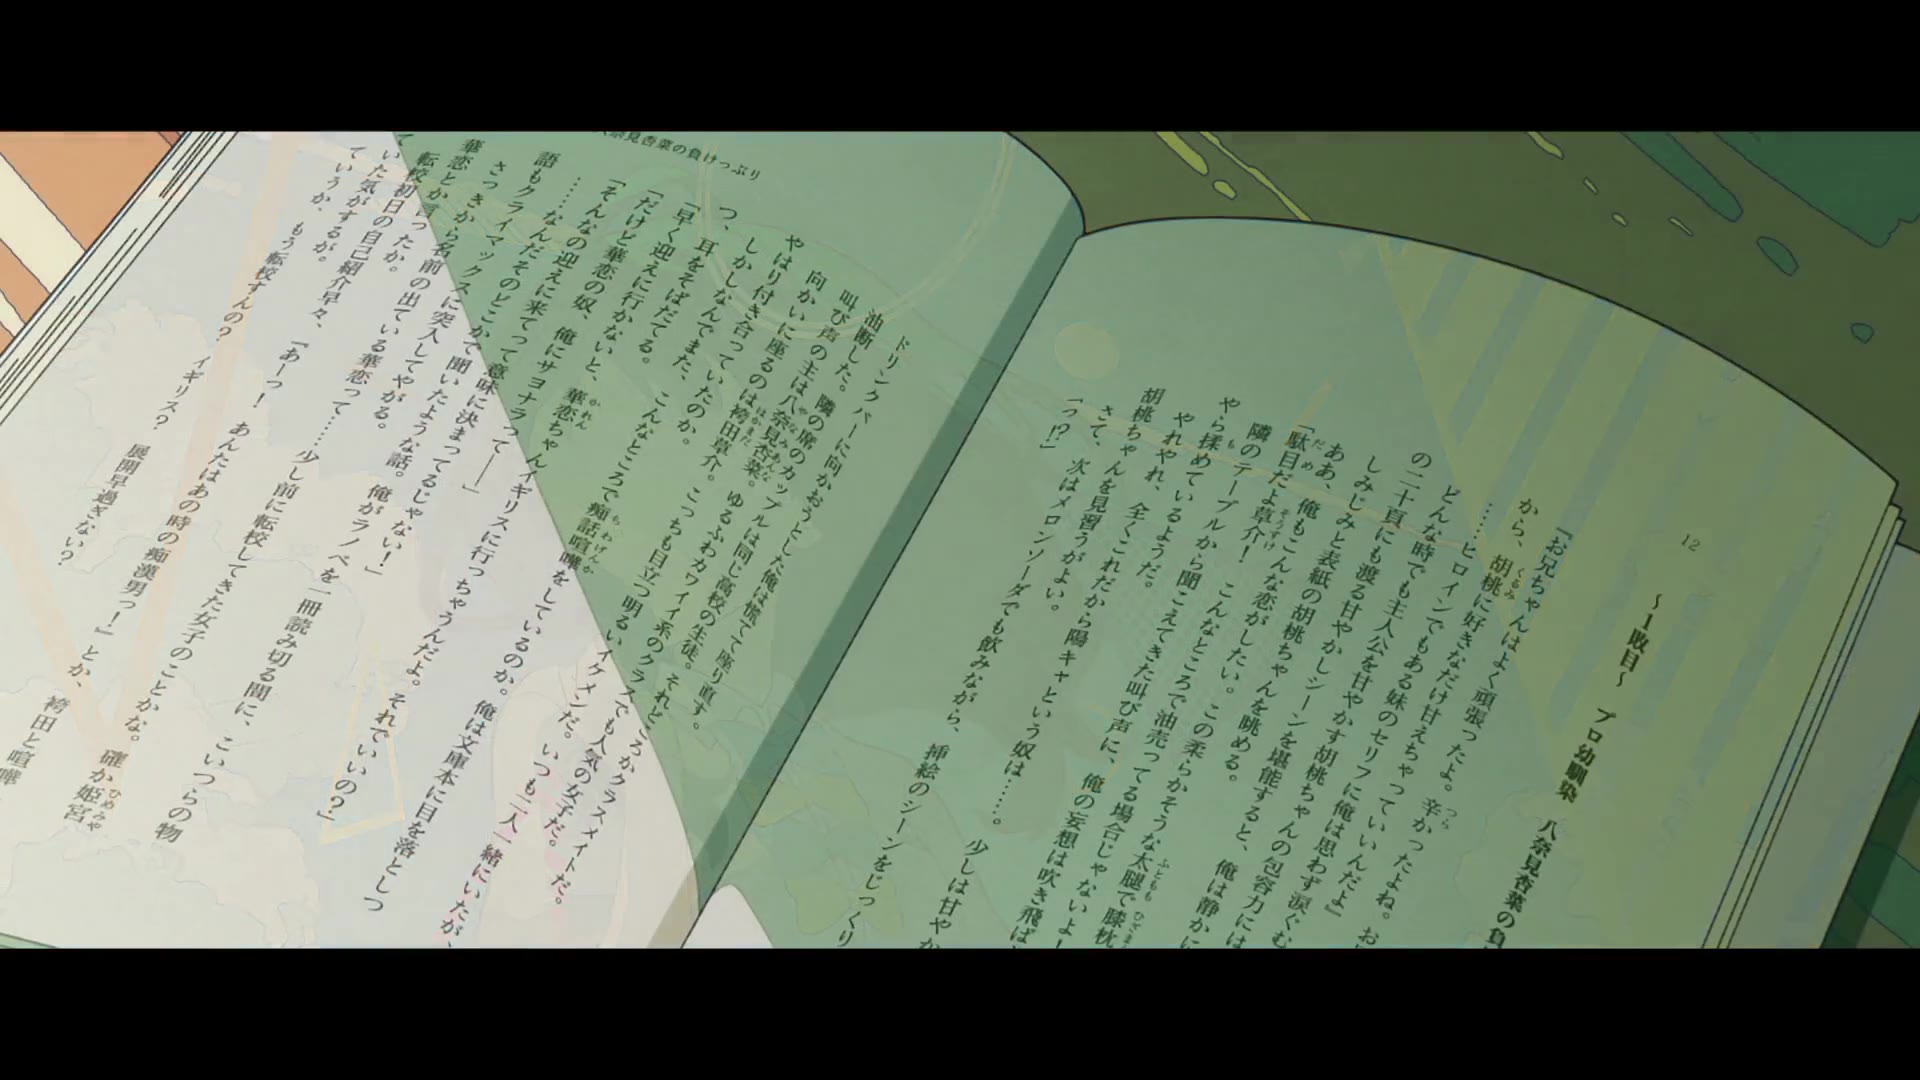 12
～1敗目～ プロ幼馴染 八奈見杏菜の負
「お兄ちゃんはよく頑張ったよ。辛かったよね。お
から、胡桃に好きなだけ甘えちゃっていいんだよ』
……ヒロインでもある妹のセリフに俺は思わず涙ぐむ
どんな時でも主人公を甘やかす胡桃ちゃんの包容力には
の二十頁にも渡る甘やかしシーンを堪能すると、俺は静かに
しみじみと表紙の胡桃ちゃんを眺める。
ああ、俺もこんな恋がしたい。この柔らかそうな太腿で膝枕
「駄目だよ草介！ こんなところで油売ってる場合じゃないよ！
隣のテーブルから聞こえてきた叫び声に、俺の妄想は吹き飛ば
やら揉めているようだ。
やれやれ、全くこれだから陽キャという奴は……。少しは甘やか
胡桃ちゃんを見習うがよい。
さて、次はメロンソーダでも飲みながら、挿絵のシーンをじっくり
「っ!?」
八奈見杏菜の負けっぷり
ドリンクバーに向かおうとした俺は慌てて座り直す。
油断した。隣の席のカップルは同じ高校の生徒。それどころかクラスメイトだ。
叫び声の主は八奈見杏菜。ゆるふわカワイイ系のクラスでも人気の女子だ。
向かいに座るのは袴田草介。こっちも目立つ明るいイケメンだ。いつも二人一緒にいたが、
やはり付き合っていたのか。
しかしなんでまた、こんなところで痴話喧嘩をしているのか。俺は文庫本に目を落としつ
つ、耳をそばだてる。
「早く迎えに行かないと、華恋ちゃんイギリスに行っちゃうんだよ。それでいいの？」
「だけど華恋の奴、俺にサヨナラって――」
「そんなの迎えに来てって意味に決まってるじゃない！」
……なんだそのどこかで聞いたような話。俺がラノベを一冊読み切る間に、こいつらの物
語もクライマックスに突入してやがる。
さっきから名前の出ている華恋って……少し前に転校してきた女子のことかな。確か姫宮
華恋とか言ったか。
転校初日の自己紹介早々、「あーっ！ あんたはあの時の痴漢男っ！』とか、袴田と喧嘩
いた気がするが。
ていうか、もう転校すんの？ イギリス？ 展開早過ぎない？